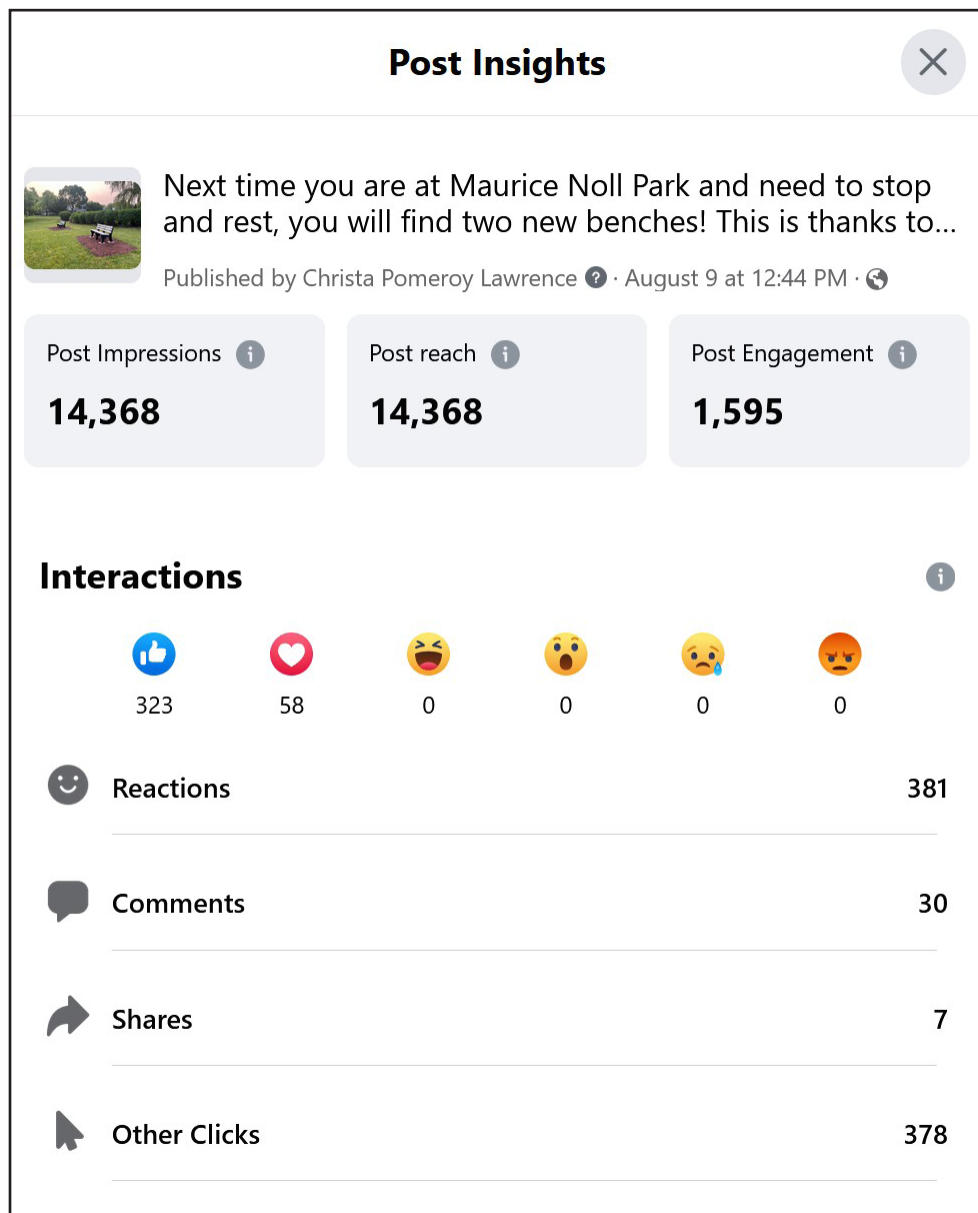 Post Insights
Next time you are at Maurice Noll Park and need to stop
and rest, you will find two new benches! This is thanks to...
Published by Christa Pomeroy Lawrence · August 9 at 12:44 PM ·
Post Impressions
14,368
Post reach
14,368
Post Engagement
1,595
Interactions
323
58
0
0
0
0
Reactions 381
Comments 30
Shares 7
Other Clicks 378